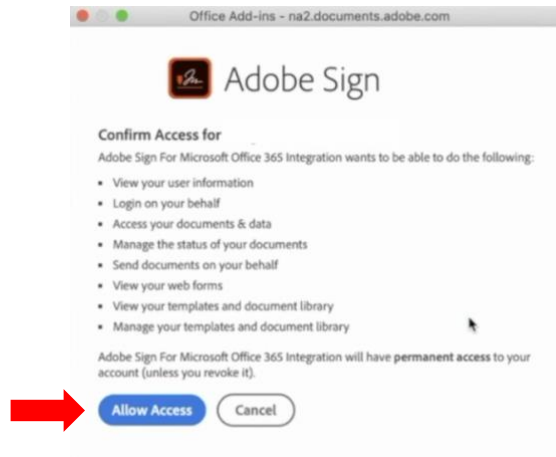 Office Add-ins - na2.documents.adobe.com
Adobe Sign
Confirm Access for
Adobe Sign For Microsoft Office 365 Integration wants to be able to do the following:
• View your user information
• Login on your behalf
• Access your documents & data
• Manage the status of your documents
• Send documents on your behalf
• View your web forms
• View your templates and document library
• Manage your templates and document library
Adobe Sign For Microsoft Office 365 Integration will have permanent access to your
account (unless you revoke it).
Allow Access Cancel